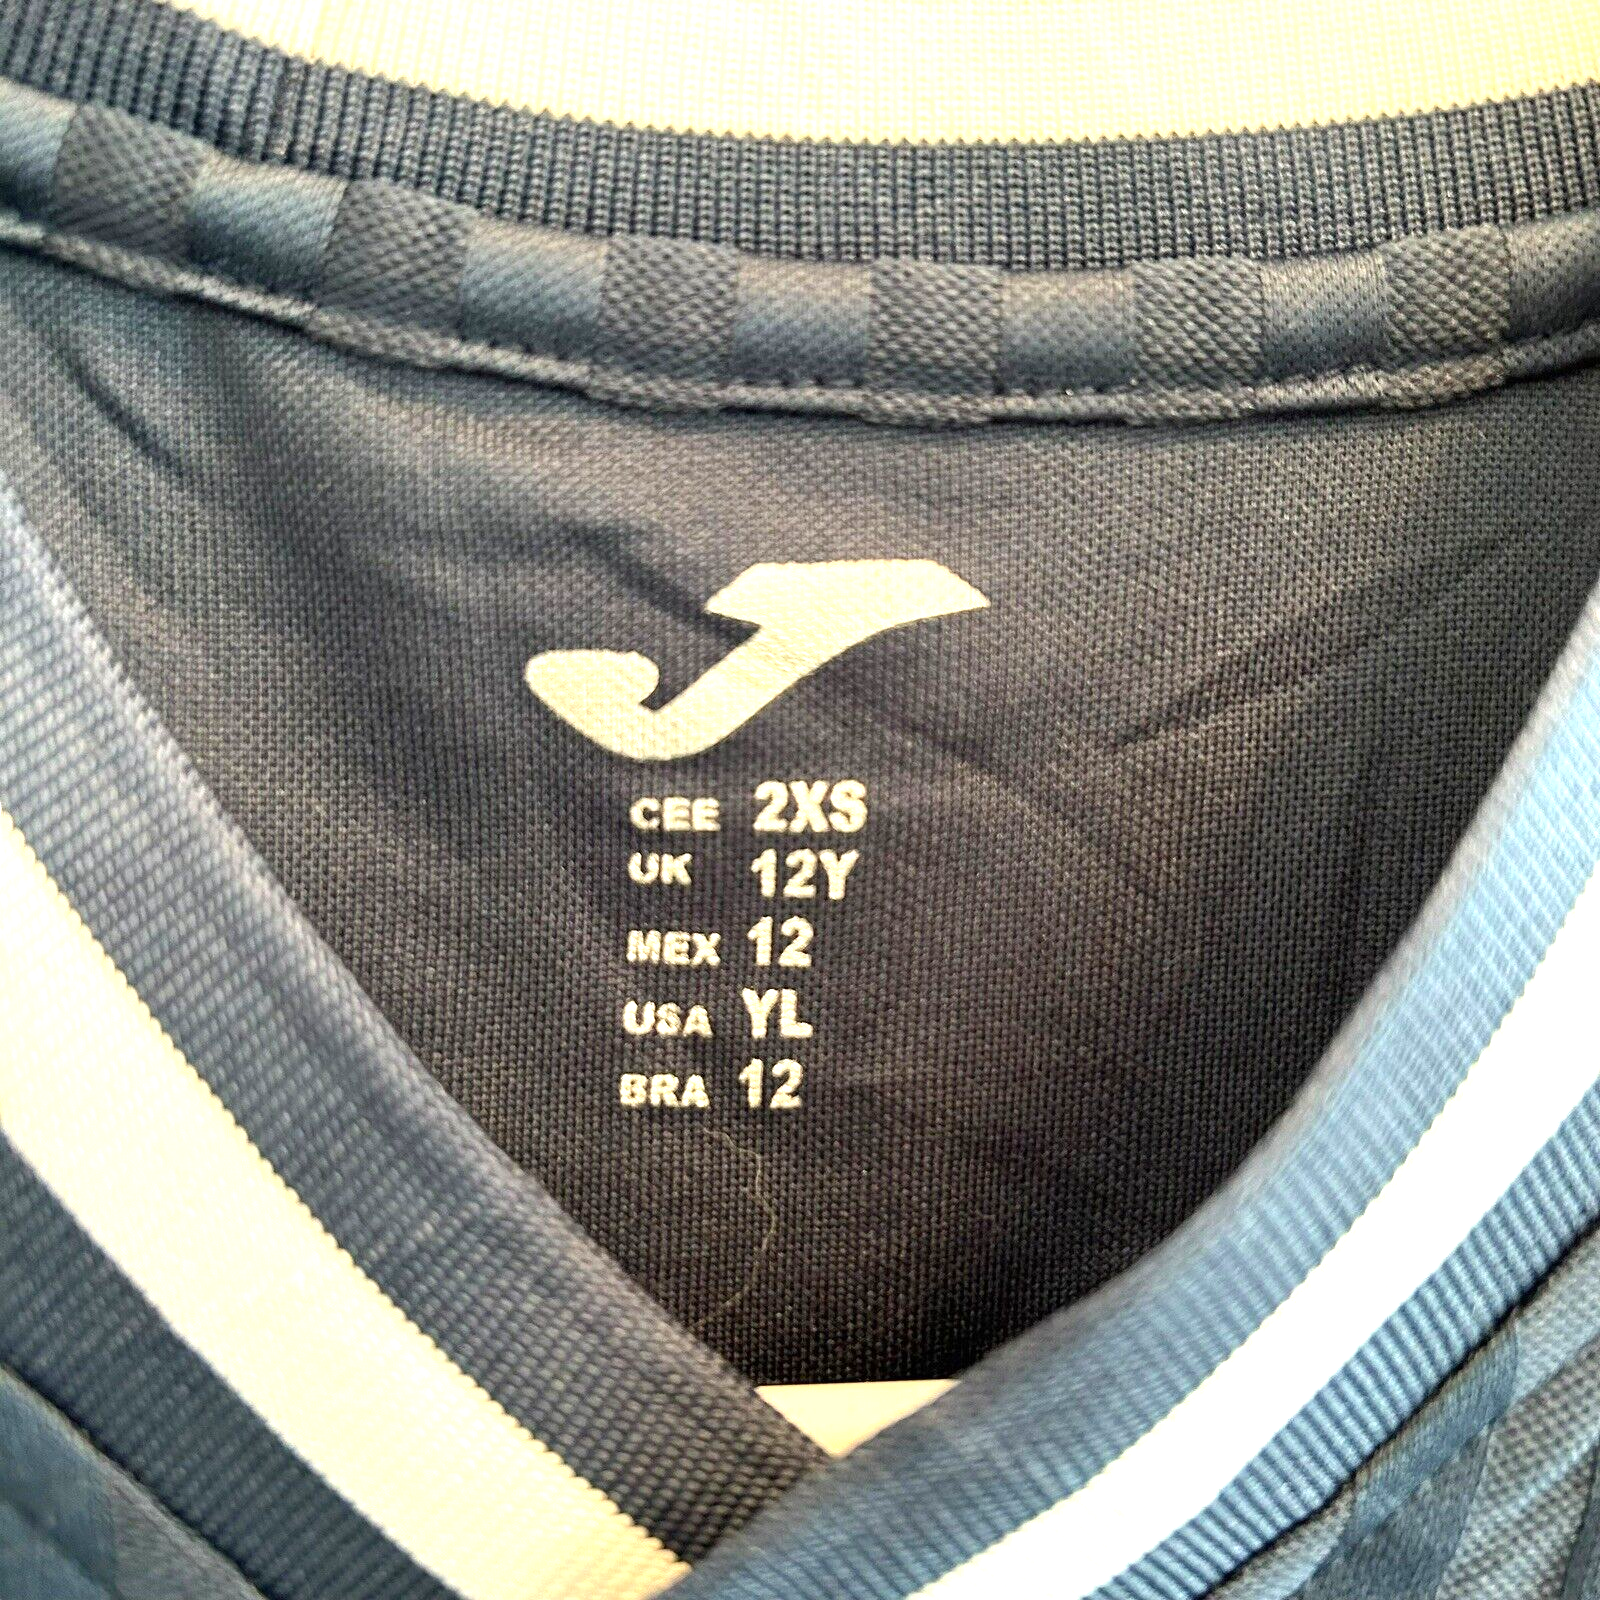 CEE 2XS
UK 12Y
MEX 12
USA YL
BRA 12